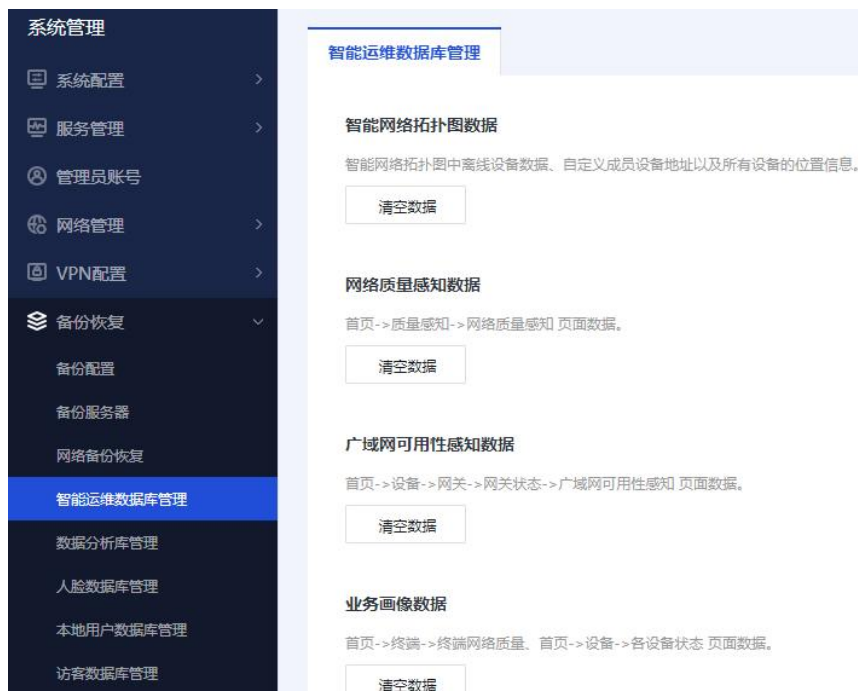 系统管理
系统配置
服务管理
管理员账号
网络管理
VPN配置
备份恢复
备份配置
备份服务器
网络备份恢复
智能运维数据库管理
数据分析库管理
人脸数据库管理
本地用户数据库管理
访客数据库管理
智能运维数据库管理
智能网络拓扑图数据
智能网络拓扑图中离线设备数据、自定义成员设备地址以及所有设备的位置信息。
清空数据
网络质量感知数据
首页->质量感知->网络质量感知 页面数据。
清空数据
广域网可用性感知数据
首页->设备->网关->网关状态->广域网可用性感知 页面数据。
清空数据
业务画像数据
首页->终端->终端网络质量、首页->设备->各设备状态 页面数据。
清空数据